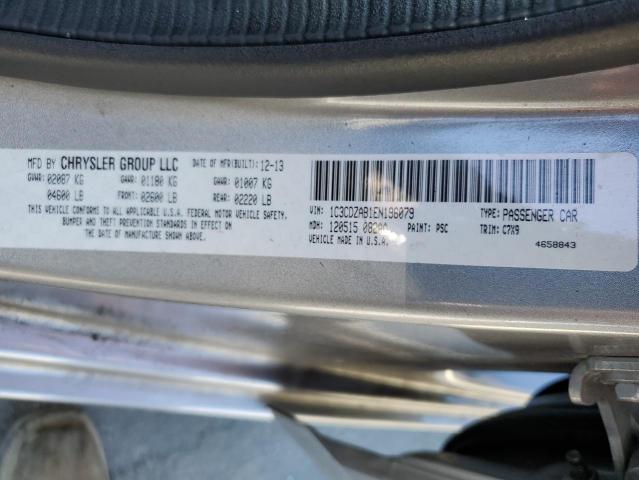 MFD BY CHRYSLER GROUP LLC DATE OF MFR(BUILT): 12-13
GVWR: 02087 KG GAWR: 01180 KG GAWR: 01007 KG
04600 LB FRONT: 02600 LB REAR: 02220 LB
THIS VEHICLE CONFORMS TO ALL APPLICABLE U.S.A. FEDERAL MOTOR VEHICLE SAFETY,
BUMPER AND THEFT PREVENTION STANDARDS IN EFFECT ON
THE DATE OF MANUFACTURE SHOWN ABOVE.
VIN: 1C3CDZAB1EN196079 TYPE: PASSENGER CAR
MDH: 120515 PAINT: PSC TRIM: C7X9
VEHICLE MADE IN U.S.A. 4658843